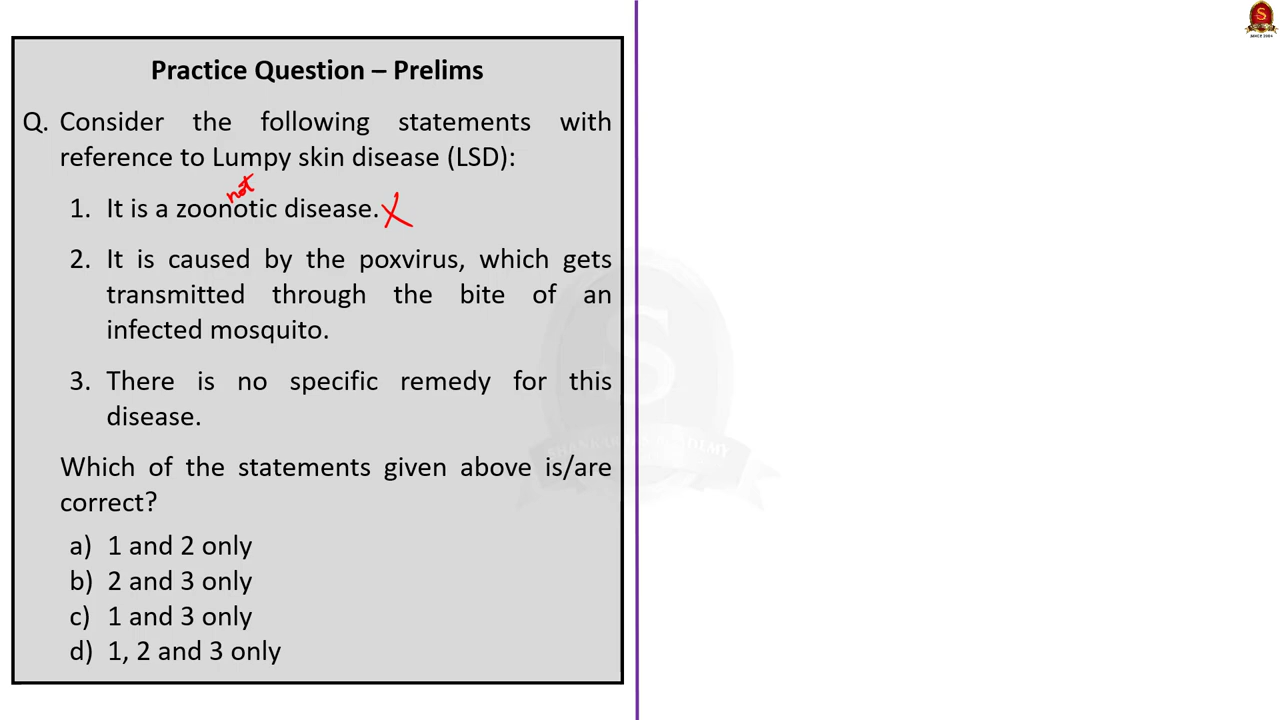 Practice Question – Prelims
Q. Consider the following statements with
reference to Lumpy skin disease (LSD):
not
1. It is a zoonotic disease.
2. It is caused by the poxvirus, which gets
transmitted through the bite of an
infected mosquito.
3. There is no specific remedy for this
disease.
Which of the statements given above is/are
correct?
a) 1 and 2 only
b) 2 and 3 only
c) 1 and 3 only
d) 1, 2 and 3 only
S
SINCE 2004
S